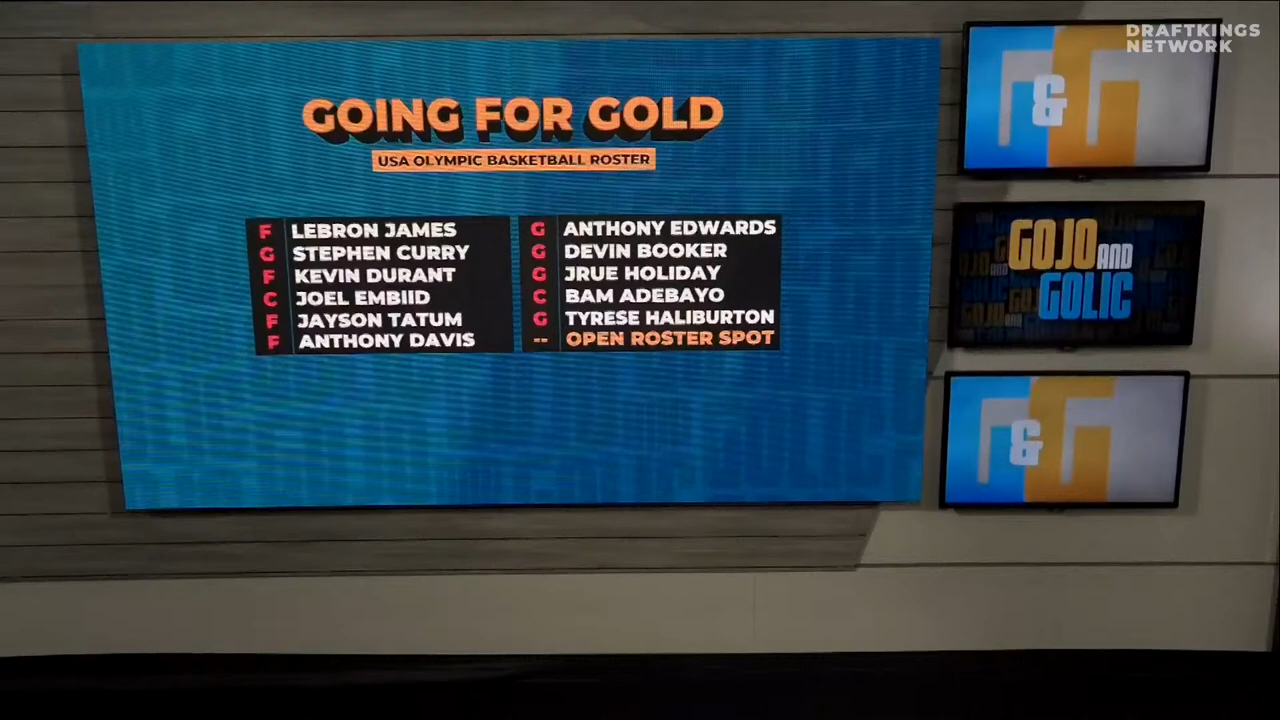 DRAFTKINGS
NETWORK
GOING FOR GOLD
USA OLYMPIC BASKETBALL ROSTER
F LEBRON JAMES
G STEPHEN CURRY
F KEVIN DURANT
C JOEL EMBIID
F JAYSON TATUM
F ANTHONY DAVIS
G ANTHONY EDWARDS
G DEVIN BOOKER
G JRUE HOLIDAY
C BAM ADEBAYO
G TYRESE HALIBURTON
-- OPEN ROSTER SPOT
G&G
GOJO AND
GOLIC
G&G